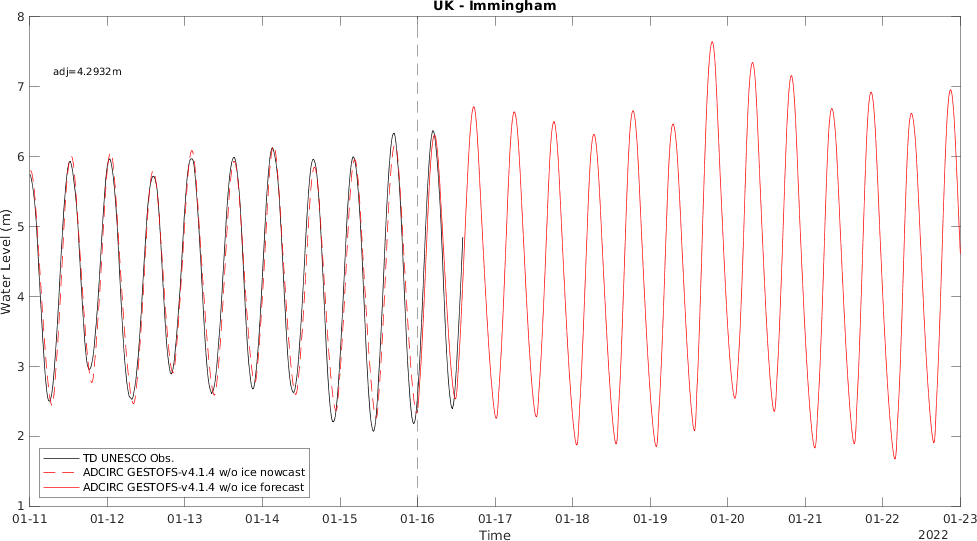 UK - Immingham
8
adj=4.2932m
7
6
5
Water Level (m)
4
3
2
TD UNESCO Obs.
ADCIRC GESTOFS-v4.1.4 w/o ice nowcast
ADCIRC GESTOFS-v4.1.4 w/o ice forecast
1
01-11 01-12 01-13 01-14 01-15 01-16 01-17 01-18 01-19 01-20 01-21 01-22 01-23
Time
2022